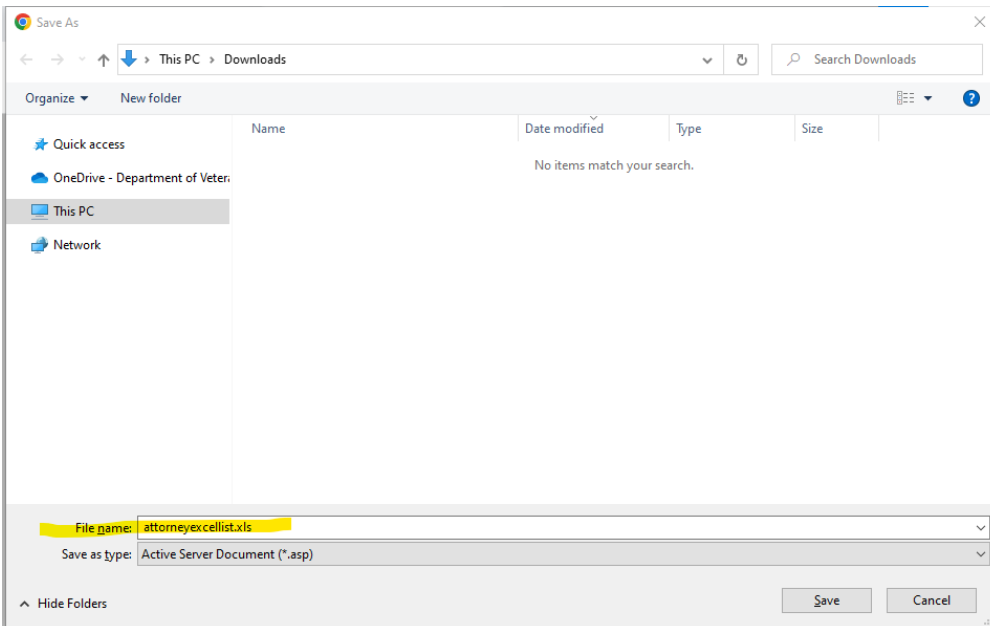 Save As
This PC > Downloads
Search Downloads
Organize
New folder
?
Name
Date modified
Type
Size
Quick access
OneDrive - Department of Veter
This PC
Network
No items match your search.
File name: attorneyexcellist.xls
Save as type: Active Server Document (*.asp)
Hide Folders
Save
Cancel